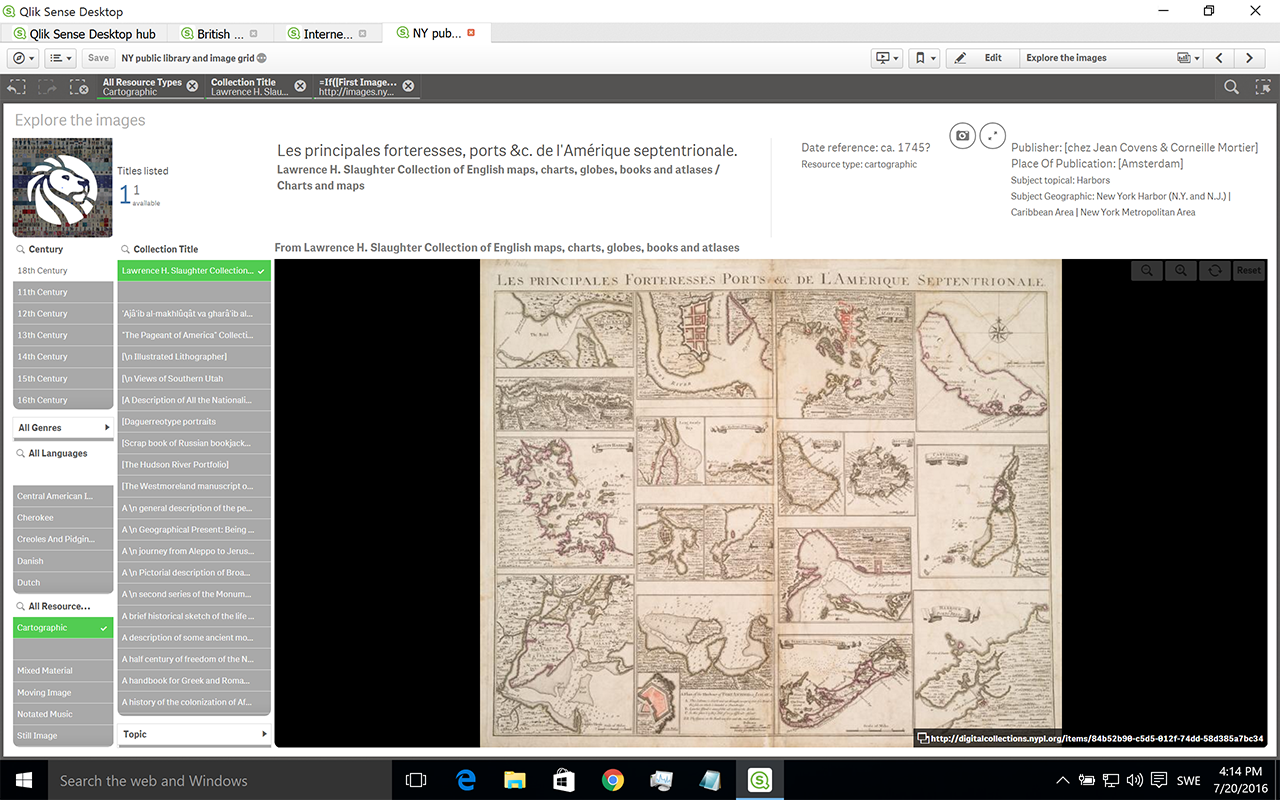 Qlik Sense Desktop
Qlik Sense Desktop hub
British ...
Interne...
NY pub...
Save
NY public library and image grid
Edit
Explore the images
All Resource Types
Cartographic
Collection Title
Lawrence H. Slau...
=If([First Image...
http://images.ny...
Explore the images
Titles listed
1 1
available
Les principales forteresses, ports &c. de l'Amérique septentrionale.
Lawrence H. Slaughter Collection of English maps, charts, globes, books and atlases /
Charts and maps
Date reference: ca. 1745?
Resource type: cartographic
Publisher: [chez Jean Covens & Corneille Mortier]
Place Of Publication: [Amsterdam]
Subject topical: Harbors
Subject Geographic: New York Harbor (N.Y. and N.J.) |
Caribbean Area | New York Metropolitan Area
Century
18th Century
11th Century
12th Century
13th Century
14th Century
15th Century
16th Century
All Genres
All Languages
Central American I...
Cherokee
Creoles And Pidgin...
Danish
Dutch
All Resource...
Cartographic
Mixed Material
Moving Image
Notated Music
Still Image
Collection Title
Lawrence H. Slaughter Collection...
'Ajā'ib al-makhlūqāt va gharā'ib al...
"The Pageant of America" Collecti...
[\n Illustrated Lithographer]
[\n Views of Southern Utah
[A Description of All the Nationali...
[Daguerreotype portraits
[Scrap book of Russian bookjack...
[The Hudson River Portfolio]
[The Westmoreland manuscript o...
A \n general description of the pe...
A \n Geographical Present: Being ...
A \n journey from Aleppo to Jerus...
A \n Pictorial description of Broa...
A \n second series of the Monum...
A brief historical sketch of the life ...
A description of some ancient mo...
A half century of freedom of the N...
A handbook for Greek and Roma...
A history of the colonization of Af...
Topic
From Lawrence H. Slaughter Collection of English maps, charts, globes, books and atlases
Reset
LES PRINCIPALES FORTERESSES PORTS &c. DE L'AMÉRIQUE SEPTENTRIONALE.
http://digitalcollections.nypl.org/items/84b52b90-c5d5-012f-74dd-58d385a7bc34
Search the web and Windows
SWE
4:14 PM
7/20/2016